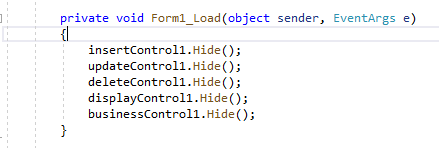 private void Form1_Load(object sender, EventArgs e)
{
insertControl1.Hide();
updateControl1.Hide();
deleteControl1.Hide();
displayControl1.Hide();
businessControl1.Hide();
}